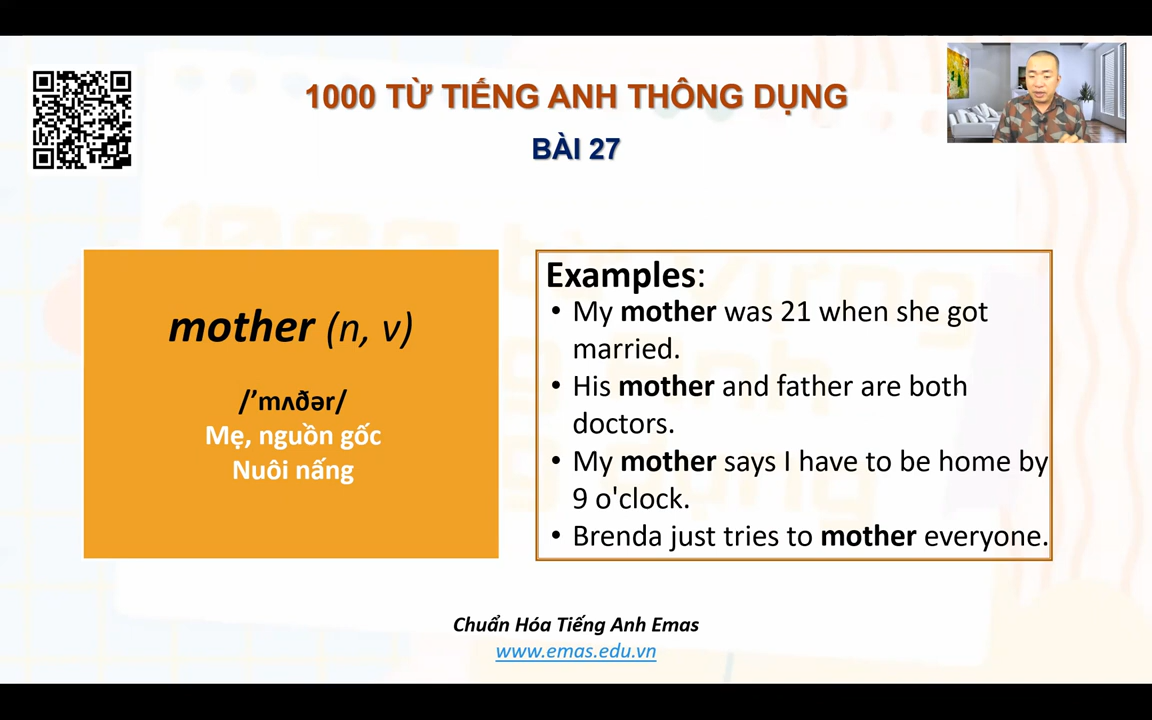 1000 TỪ TIẾNG ANH THÔNG DỤNG
BÀI 27
mother (n, v)
/’mʌðər/
Mẹ, nguồn gốc
Nuôi nấng
Examples:
• My mother was 21 when she got
married.
• His mother and father are both
doctors.
• My mother says I have to be home by
9 o'clock.
• Brenda just tries to mother everyone.
Chuẩn Hóa Tiếng Anh Emas
www.emas.edu.vn